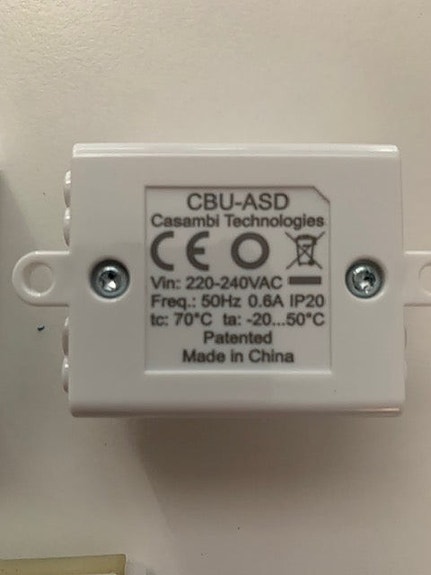 CBU-ASD
Casambi Technologies
CE
Vin: 220-240VAC
Freq.: 50Hz 0.6A IP20
tc: 70°C ta: -20...50°C
Patented
Made in China